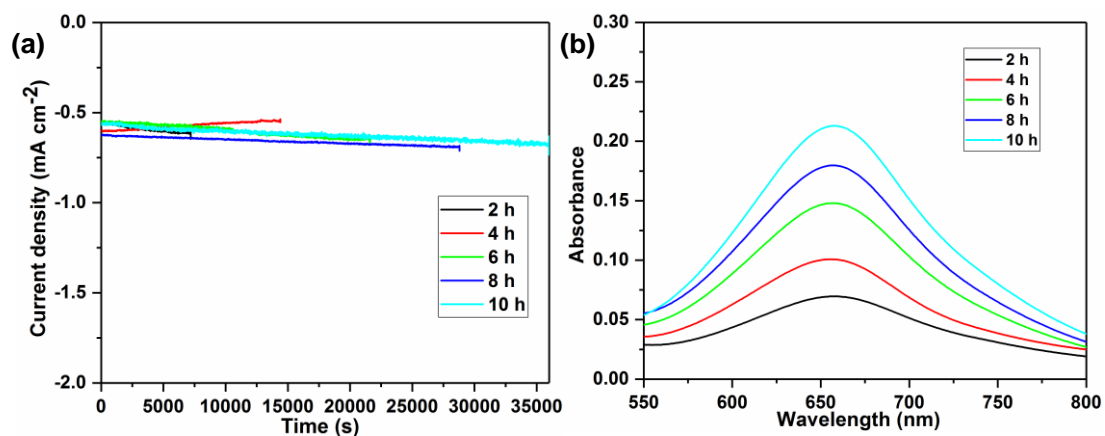 (a)
0.0
-0.5
-1.0
-1.5
-2.0
Current density (mA cm-2)
2 h
4 h
6 h
8 h
10 h
0 5000 10000 15000 20000 25000 30000 35000
Time (s)
(b)
0.30
0.25
0.20
0.15
0.10
0.05
0.00
Absorbance
2 h
4 h
6 h
8 h
10 h
550 600 650 700 750 800
Wavelength (nm)